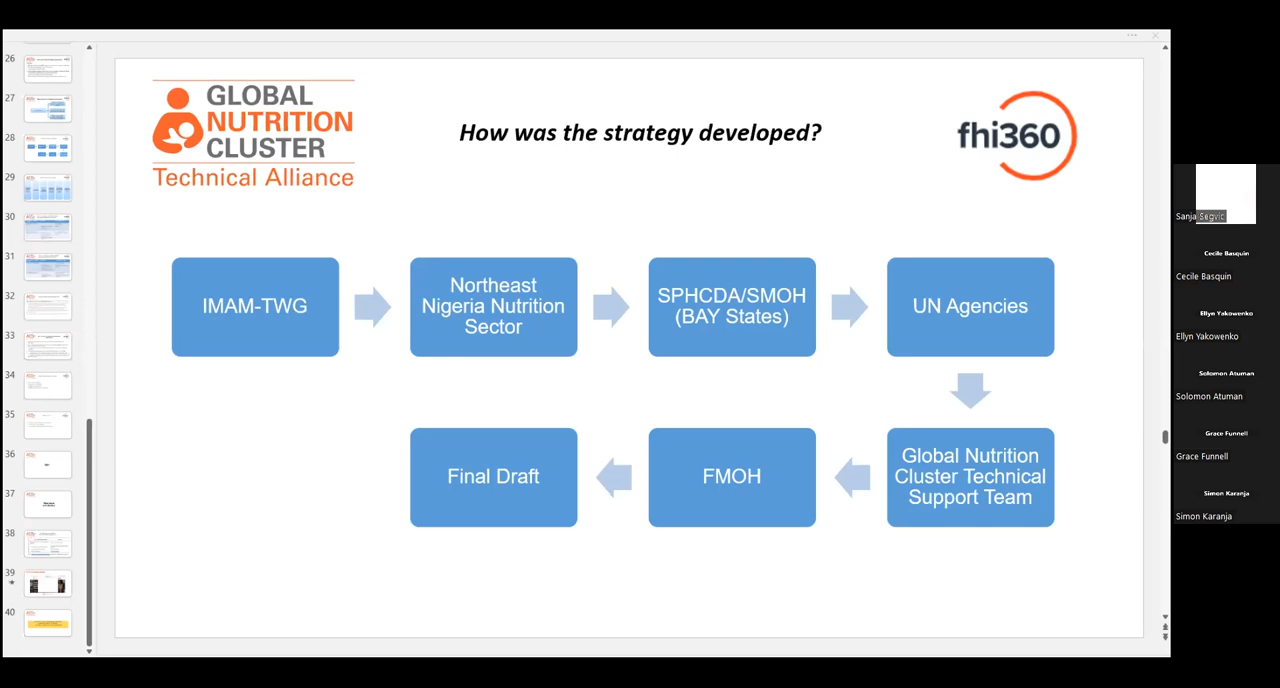 26
27
28
29
30
31
32
33
34
35
36
37
38
39
40
GLOBAL
NUTRITION
CLUSTER
Technical Alliance
How was the strategy developed?
fhi360
IMAM-TWG
Northeast
Nigeria Nutrition
Sector
SPHCDA/SMOH
(BAY States)
UN Agencies
Global Nutrition
Cluster Technical
Support Team
FMOH
Final Draft
Sanja Segvic
Cecile Basquin
Cecile Basquin
Ellyn Yakowenko
Ellyn Yakowenko
Solomon Atuman
Solomon Atuman
Grace Funnell
Grace Funnell
Simon Karanja
Simon Karanja